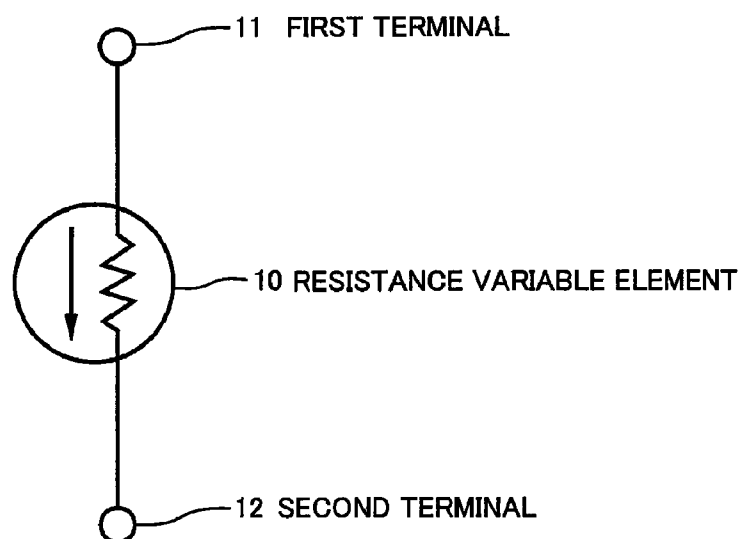 11 FIRST TERMINAL
10 RESISTANCE VARIABLE ELEMENT
12 SECOND TERMINAL